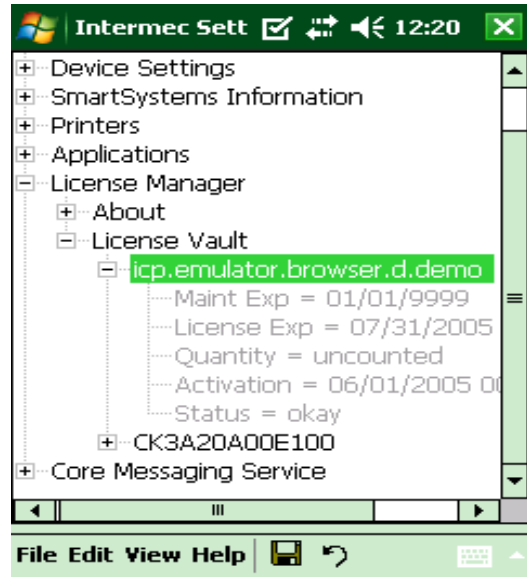 Intermec Sett 12:20
Device Settings
SmartSystems Information
Printers
Applications
License Manager
About
License Vault
icp.emulator.browser.d.demo
Maint Exp = 01/01/9999
License Exp = 07/31/2005
Quantity = uncounted
Activation = 06/01/2005 00
Status = okay
CK3A20A00E100
Core Messaging Service
File Edit View Help